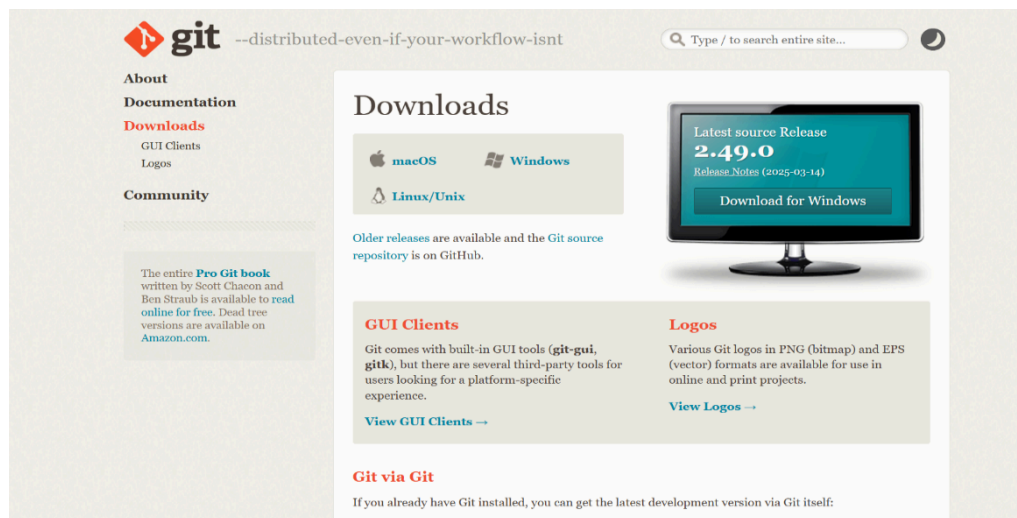 git --distributed-even-if-your-workflow-isnt
Type / to search entire site...
About
Documentation
Downloads
GUI Clients
Logos
Community
The entire Pro Git book
written by Scott Chacon and
Ben Straub is available to read
online for free. Dead tree
versions are available on
Amazon.com.
Downloads
macOS
Windows
Linux/Unix
Older releases are available and the Git source
repository is on GitHub.
Latest source Release
2.49.0
Release Notes (2025-03-14)
Download for Windows
GUI Clients
Git comes with built-in GUI tools (git-gui,
gitk), but there are several third-party tools for
users looking for a platform-specific
experience.
View GUI Clients →
Logos
Various Git logos in PNG (bitmap) and EPS
(vector) formats are available for use in
online and print projects.
View Logos →
Git via Git
If you already have Git installed, you can get the latest development version via Git itself: